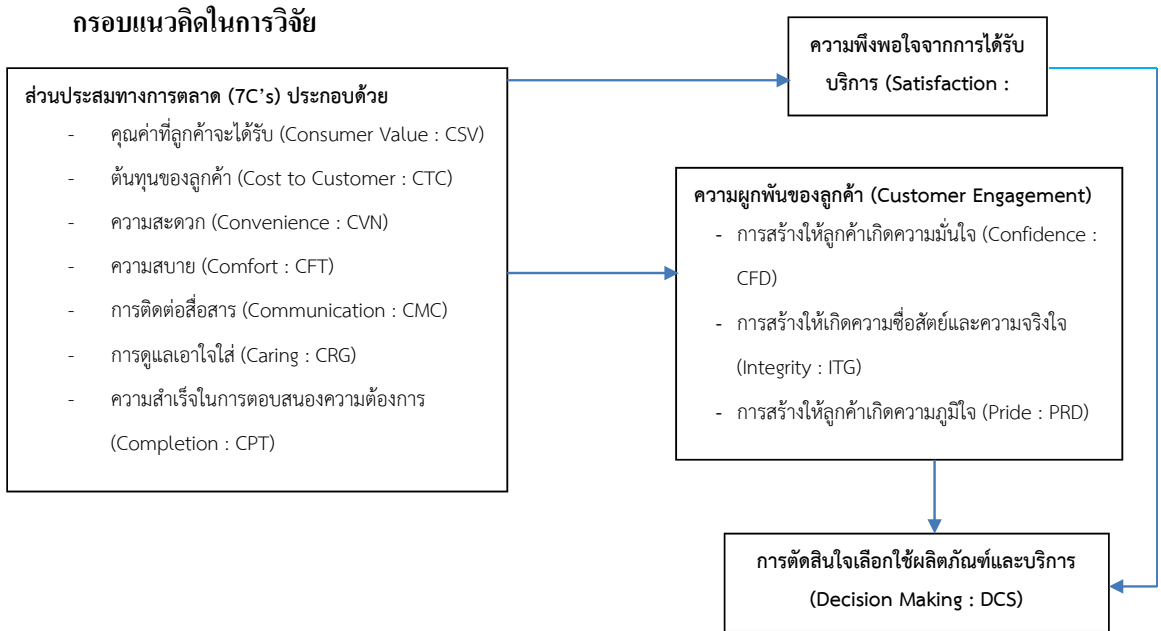 กรอบแนวคิดในการวิจัย
ส่วนประสมทางการตลาด (7C’s) ประกอบด้วย
- คุณค่าที่ลูกค้าจะได้รับ (Consumer Value : CSV)
- ต้นทุนของลูกค้า (Cost to Customer : CTC)
- ความสะดวก (Convenience : CVN)
- ความสบาย (Comfort : CFT)
- การติดต่อสื่อสาร (Communication : CMC)
- การดูแลเอาใจใส่ (Caring : CRG)
- ความสำเร็จในการตอบสนองความต้องการ
(Completion : CPT)
ความพึงพอใจจากการได้รับ
บริการ (Satisfaction :
ความผูกพันของลูกค้า (Customer Engagement)
- การสร้างให้ลูกค้าเกิดความมั่นใจ (Confidence :
CFD)
- การสร้างให้เกิดความซื่อสัตย์และความจริงใจ
(Integrity : ITG)
- การสร้างให้ลูกค้าเกิดความภูมิใจ (Pride : PRD)
การตัดสินใจเลือกใช้ผลิตภัณฑ์และบริการ
(Decision Making : DCS)